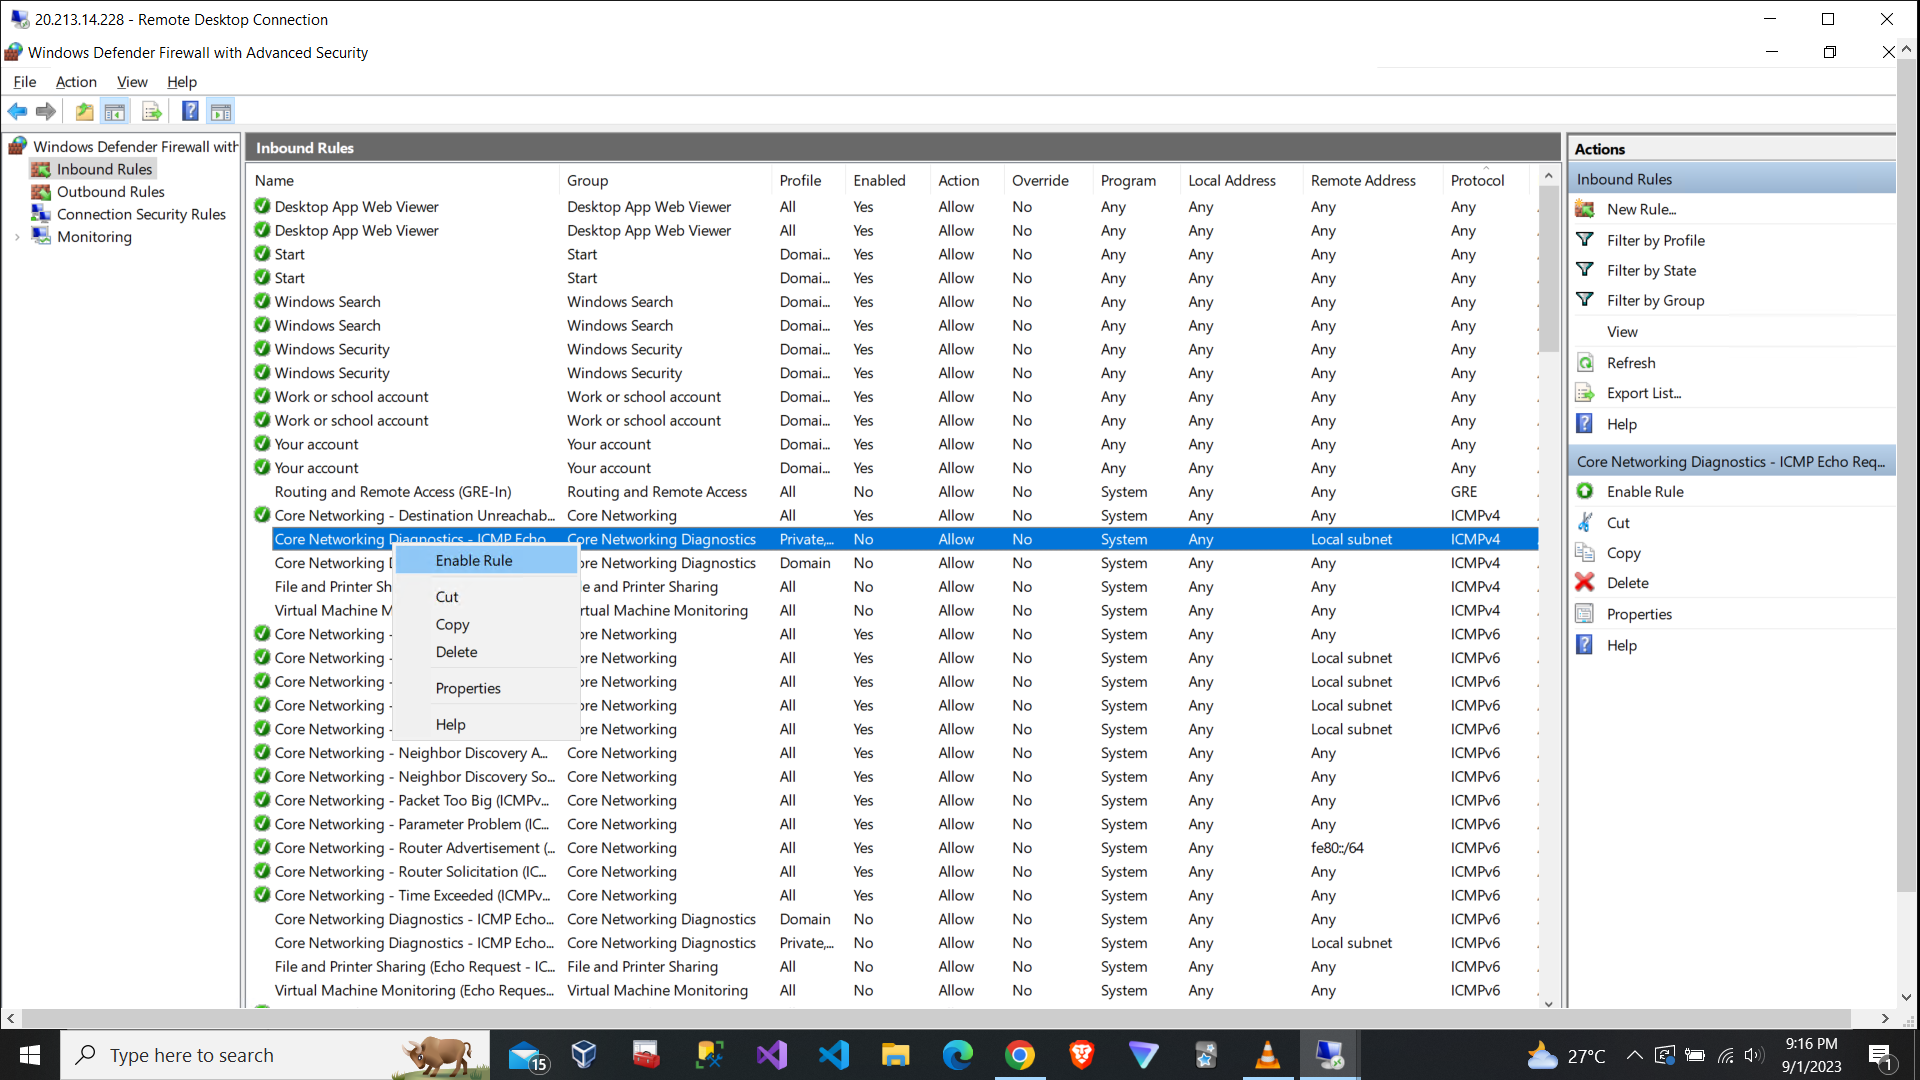 20.213.14.228 - Remote Desktop Connection
Windows Defender Firewall with Advanced Security
File Action View Help
Windows Defender Firewall with
Inbound Rules
Outbound Rules
Connection Security Rules
Monitoring
Inbound Rules
Name Group Profile Enabled Action Override Program Local Address Remote Address Protocol
Desktop App Web Viewer Desktop App Web Viewer All Yes Allow No Any Any Any Any
Desktop App Web Viewer Desktop App Web Viewer All Yes Allow No Any Any Any Any
Start Start Domai... Yes Allow No Any Any Any Any
Start Start Domai... Yes Allow No Any Any Any Any
Windows Search Windows Search Domai... Yes Allow No Any Any Any Any
Windows Search Windows Search Domai... Yes Allow No Any Any Any Any
Windows Security Windows Security Domai... Yes Allow No Any Any Any Any
Windows Security Windows Security Domai... Yes Allow No Any Any Any Any
Work or school account Work or school account Domai... Yes Allow No Any Any Any Any
Work or school account Work or school account Domai... Yes Allow No Any Any Any Any
Your account Your account Domai... Yes Allow No Any Any Any Any
Your account Your account Domai... Yes Allow No Any Any Any Any
Routing and Remote Access (GRE-In) Routing and Remote Access All No Allow No System Any Any GRE
Core Networking - Destination Unreachab... Core Networking All Yes Allow No System Any Any ICMPv4
Core Networking Diagnostics - ICMP Echo Core Networking Diagnostics Private,... No Allow No System Any Local subnet ICMPv4
Core Networking Core Networking Diagnostics Domain No Allow No System Any Any ICMPv4
File and Printer Sh e and Printer Sharing All No Allow No System Any Any ICMPv4
Virtual Machine M rtual Machine Monitoring All No Allow No System Any Any ICMPv4
Core Networking - ore Networking All Yes Allow No System Any Any ICMPv6
Core Networking - ore Networking All Yes Allow No System Any Local subnet ICMPv6
Core Networking - ore Networking All Yes Allow No System Any Local subnet ICMPv6
Core Networking - ore Networking All Yes Allow No System Any Local subnet ICMPv6
Core Networking - ore Networking All Yes Allow No System Any Local subnet ICMPv6
Core Networking - Neighbor Discovery A... Core Networking All Yes Allow No System Any Any ICMPv6
Core Networking - Neighbor Discovery So... Core Networking All Yes Allow No System Any Any ICMPv6
Core Networking - Packet Too Big (ICMPv... Core Networking All Yes Allow No System Any Any ICMPv6
Core Networking - Parameter Problem (IC... Core Networking All Yes Allow No System Any Any ICMPv6
Core Networking - Router Advertisement (... Core Networking All Yes Allow No System Any fe80::/64 ICMPv6
Core Networking - Router Solicitation (IC... Core Networking All Yes Allow No System Any Any ICMPv6
Core Networking - Time Exceeded (ICMPv... Core Networking All Yes Allow No System Any Any ICMPv6
Core Networking Diagnostics - ICMP Echo... Core Networking Diagnostics Domain No Allow No System Any Any ICMPv6
Core Networking Diagnostics - ICMP Echo... Core Networking Diagnostics Private,... No Allow No System Any Local subnet ICMPv6
File and Printer Sharing (Echo Request - IC... File and Printer Sharing All No Allow No System Any Any ICMPv6
Virtual Machine Monitoring (Echo Reques... Virtual Machine Monitoring All No Allow No System Any Any ICMPv6
Enable Rule
Cut
Copy
Delete
Properties
Help
Actions
Inbound Rules
New Rule...
Filter by Profile
Filter by State
Filter by Group
View
Refresh
Export List...
Help
Core Networking Diagnostics - ICMP Echo Req...
Enable Rule
Cut
Copy
Delete
Properties
Help
Type here to search
15
27°C
9:16 PM
9/1/2023
1